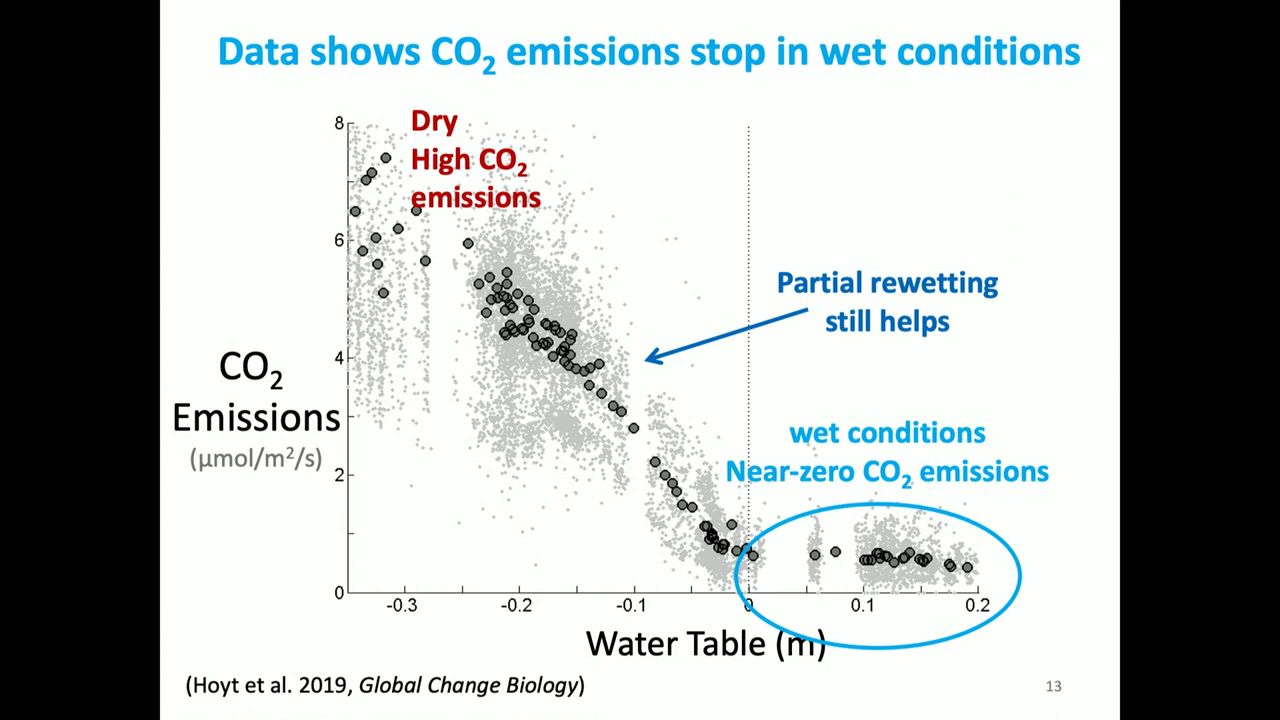 Data shows CO₂ emissions stop in wet conditions
Dry
High CO₂
emissions
Partial rewetting
still helps
wet conditions
Near-zero CO₂ emissions
CO₂
Emissions
(µmol/m²/s)
8
6
4
2
0
-0.3
-0.2
-0.1
0
0.1
0.2
Water Table (m)
(Hoyt et al. 2019, Global Change Biology)
13